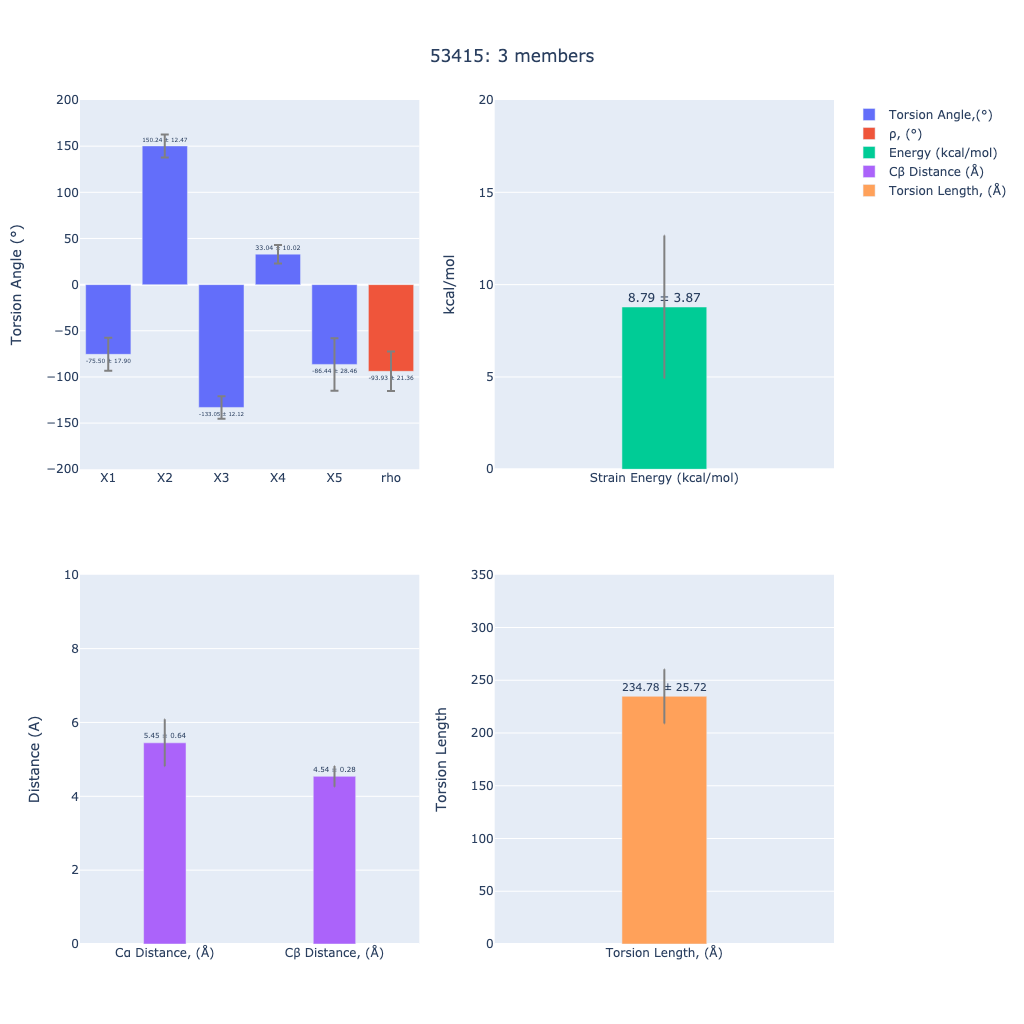 53415: 3 members
Torsion Angle (°)
200
150
100
50
0
−50
−100
−150
−200
150.24 ± 12.47
33.04 ± 10.02
-75.50 ± 17.90
-86.44 ± 28.46
-93.93 ± 21.36
-133.05 ± 12.12
X1 X2 X3 X4 X5 rho
kcal/mol
20
15
10
5
0
8.79 ± 3.87
Strain Energy (kcal/mol)
Torsion Angle,(°)
ρ, (°)
Energy (kcal/mol)
Cβ Distance (Å)
Torsion Length, (Å)
Distance (A)
10
8
6
4
2
0
5.45 ± 0.64
4.54 ± 0.28
Cα Distance, (Å) Cβ Distance, (Å)
Torsion Length
350
300
250
200
150
100
50
0
234.78 ± 25.72
Torsion Length, (Å)